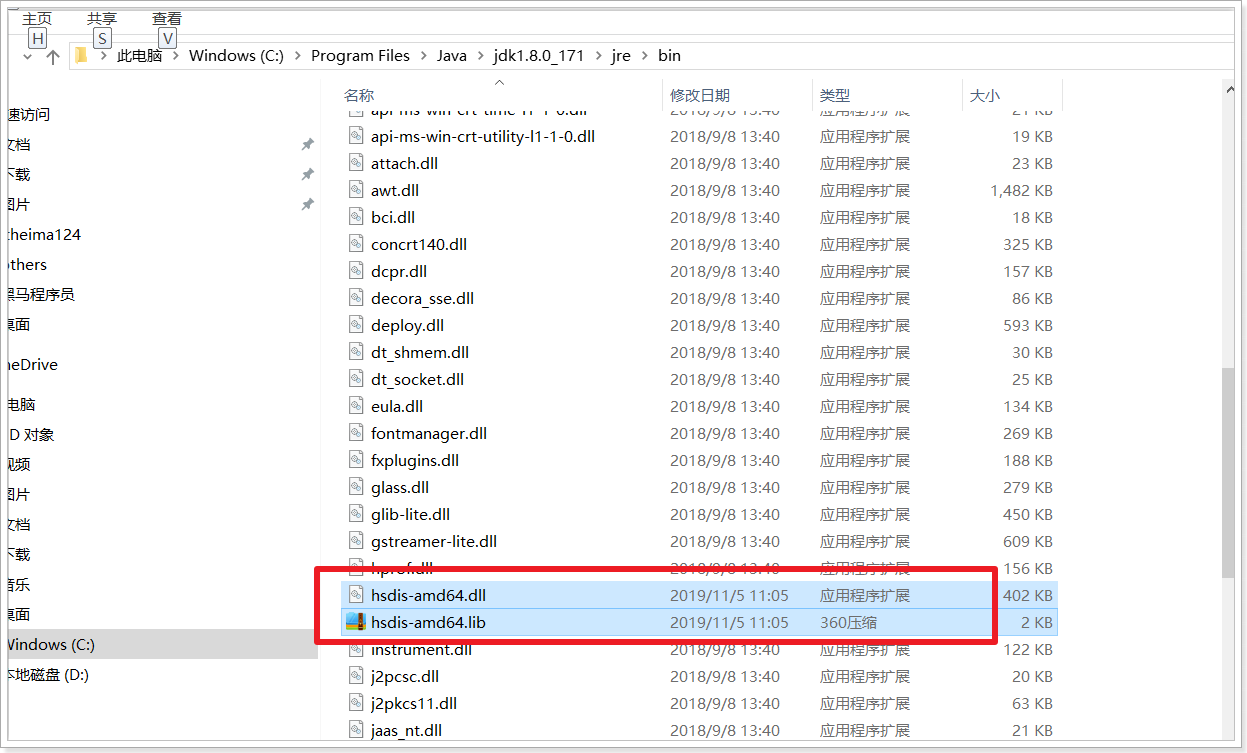 主页 共享 查看
H S V
此电脑 > Windows (C:) > Program Files > Java > jdk1.8.0_171 > jre > bin
名称 修改日期 类型 大小
速访问
文档
下载
图片
heima124
thers
黑马程序员
桌面
neDrive
电脑
D 对象
视频
图片
文档
下载
音乐
桌面
Windows (C:)
本地磁盘 (D:)
api-ms-win-crt-time-l1-1-0.dll 2018/9/8 13:40 应用程序扩展 21 KB
api-ms-win-crt-utility-l1-1-0.dll 2018/9/8 13:40 应用程序扩展 19 KB
attach.dll 2018/9/8 13:40 应用程序扩展 23 KB
awt.dll 2018/9/8 13:40 应用程序扩展 1,482 KB
bci.dll 2018/9/8 13:40 应用程序扩展 18 KB
concrt140.dll 2018/9/8 13:40 应用程序扩展 325 KB
dcpr.dll 2018/9/8 13:40 应用程序扩展 157 KB
decora_sse.dll 2018/9/8 13:40 应用程序扩展 86 KB
deploy.dll 2018/9/8 13:40 应用程序扩展 593 KB
dt_shmem.dll 2018/9/8 13:40 应用程序扩展 30 KB
dt_socket.dll 2018/9/8 13:40 应用程序扩展 25 KB
eula.dll 2018/9/8 13:40 应用程序扩展 134 KB
fontmanager.dll 2018/9/8 13:40 应用程序扩展 269 KB
fxplugins.dll 2018/9/8 13:40 应用程序扩展 188 KB
glass.dll 2018/9/8 13:40 应用程序扩展 279 KB
glib-lite.dll 2018/9/8 13:40 应用程序扩展 450 KB
gstreamer-lite.dll 2018/9/8 13:40 应用程序扩展 609 KB
hprof.dll 2018/9/8 13:40 应用程序扩展 156 KB
hsdis-amd64.dll 2019/11/5 11:05 应用程序扩展 402 KB
hsdis-amd64.lib 2019/11/5 11:05 360压缩 2 KB
instrument.dll 2018/9/8 13:40 应用程序扩展 122 KB
j2pcsc.dll 2018/9/8 13:40 应用程序扩展 20 KB
j2pkcs11.dll 2018/9/8 13:40 应用程序扩展 63 KB
jaas_nt.dll 2018/9/8 13:40 应用程序扩展 21 KB